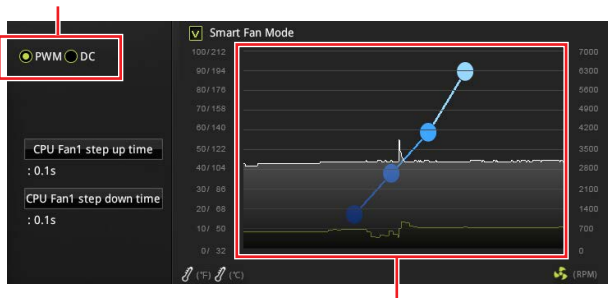 V Smart Fan Mode
PWM DC
100/212 7000
90/194 6300
80/176 5600
70/158 4900
60/140 4200
50/122 3500
40/104 2800
30/ 86 2100
20/ 68 1400
10/ 50 700
0/ 32 0
CPU Fan1 step up time
: 0.1s
CPU Fan1 step down time
: 0.1s
(°F) (°C) (RPM)